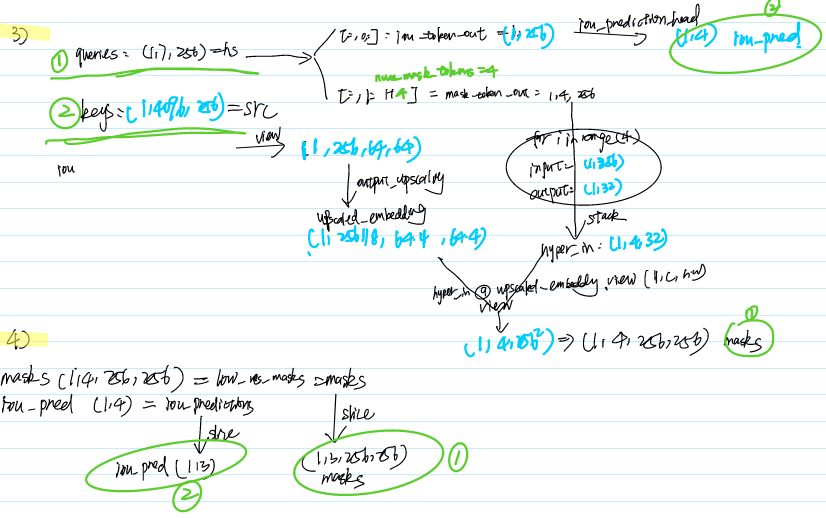 3)
① queries = (1,7,256) = hs
[:,0:] = iou_token_out = (1,256)
iou_prediction_head
②
(1,4) iou_pred
num_mask_tokens = 4
[:,1: 1+4] = mask_token_out = 1,4,256
② keys = (1,4096,256) = src
view
(1,256,64,64)
iou
for i in range(4)
input = (1,256)
output = (1,32)
output_upscaling
stack
upscaled_embedding
(1,256//8, 64·4, 64·4)
hyper_in : (1,4,32)
hyper_in @ upscaled_embeddy.view(1,c,hw)
view
①
(1,4,256²) ⇒ (1,4,256,256) masks
4)
masks (1,4,256,256) = low_res_masks = masks
iou_pred (1,4) = iou_predictions
slice
slice
iou_pred (1,3)
②
(1,3,256,256)
masks
①